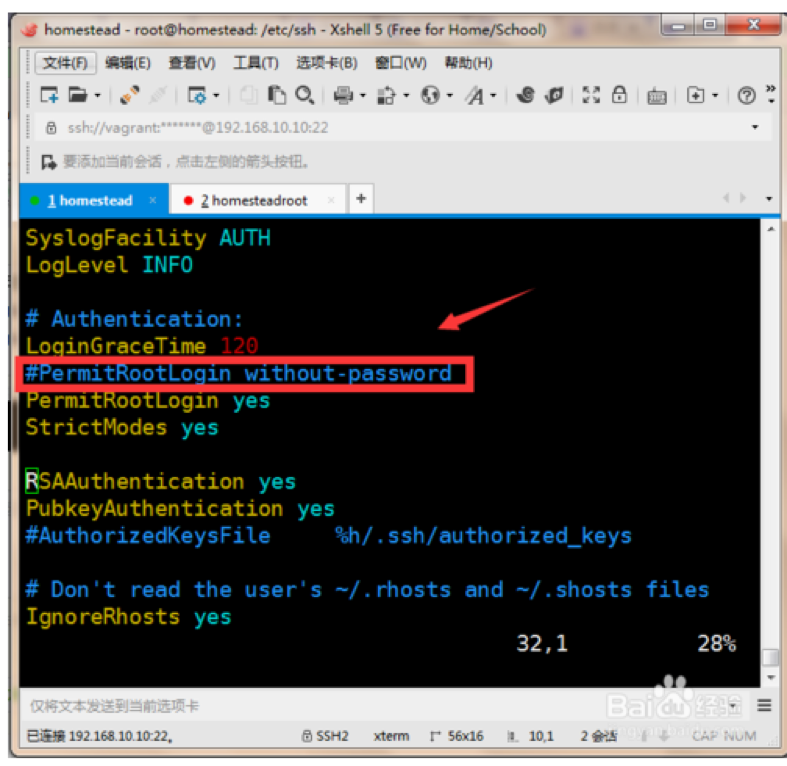 homestead - root@homestead: /etc/ssh - Xshell 5 (Free for Home/School)
文件(F) 编辑(E) 查看(V) 工具(T) 选项卡(B) 窗口(W) 帮助(H)
ssh://vagrant:*******@192.168.10.10:22
要添加当前会话，点击左侧的箭头按钮。
1 homestead × 2 homesteadroot × +
SyslogFacility AUTH
LogLevel INFO
# Authentication:
LoginGraceTime 120
#PermitRootLogin without-password
PermitRootLogin yes
StrictModes yes
RSAAuthentication yes
PubkeyAuthentication yes
#AuthorizedKeysFile %h/.ssh/authorized_keys
# Don't read the user's ~/.rhosts and ~/.shosts files
IgnoreRhosts yes
32,1 28%
仅将文本发送到当前选项卡
Baidu 经验
已连接 192.168.10.10:22。 SSH2 xterm 56x16 10,1 2 会话 CAP NUM